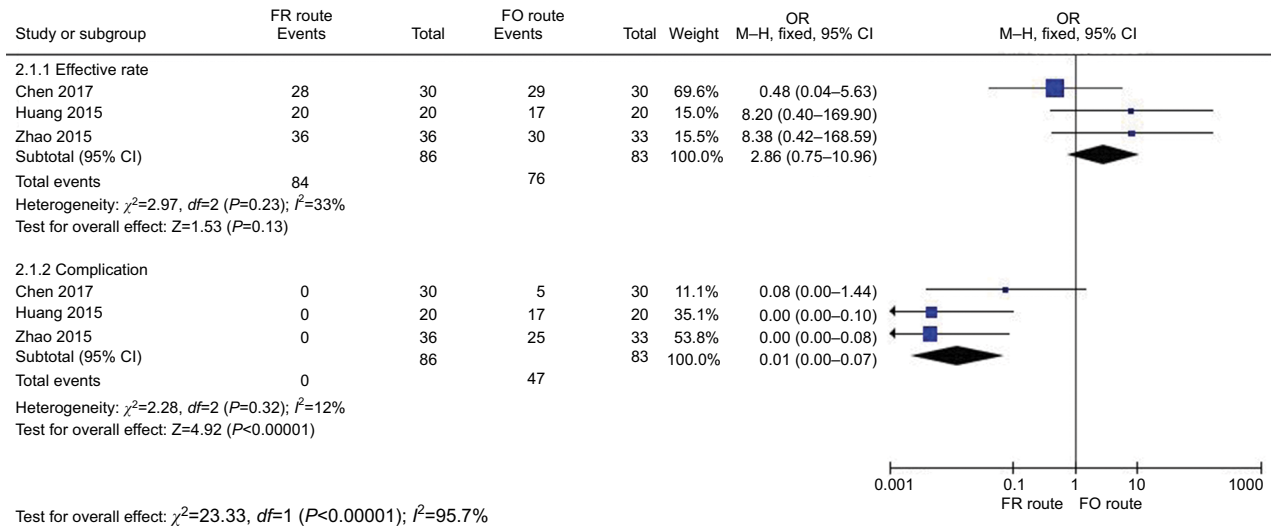 FR route FO route OR OR
Study or subgroup Events Total Events Total Weight M–H, fixed, 95% CI M–H, fixed, 95% CI
2.1.1 Effective rate
Chen 2017 28 30 29 30 69.6% 0.48 (0.04–5.63)
Huang 2015 20 20 17 20 15.0% 8.20 (0.40–169.90)
Zhao 2015 36 36 30 33 15.5% 8.38 (0.42–168.59)
Subtotal (95% CI) 86 83 100.0% 2.86 (0.75–10.96)
Total events 84 76
Heterogeneity: χ²=2.97, df=2 (P=0.23); I²=33%
Test for overall effect: Z=1.53 (P=0.13)
2.1.2 Complication
Chen 2017 0 30 5 30 11.1% 0.08 (0.00–1.44)
Huang 2015 0 20 17 20 35.1% 0.00 (0.00–0.10)
Zhao 2015 0 36 25 33 53.8% 0.00 (0.00–0.08)
Subtotal (95% CI) 86 83 100.0% 0.01 (0.00–0.07)
Total events 0 47
Heterogeneity: χ²=2.28, df=2 (P=0.32); I²=12%
Test for overall effect: Z=4.92 (P<0.00001)
0.001 0.1 1 10 1000
FR route FO route
Test for overall effect: χ²=23.33, df=1 (P<0.00001); I²=95.7%